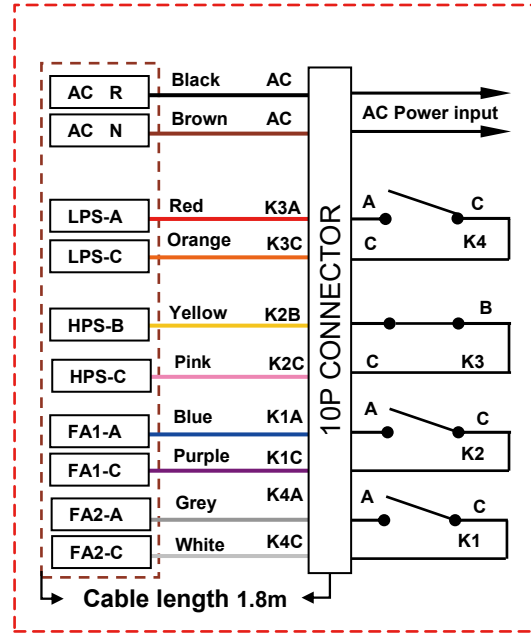 AC R Black AC
AC N Brown AC AC Power input
LPS-A Red K3A A C
LPS-C Orange K3C C K4
HPS-B Yellow K2B B
HPS-C Pink K2C C K3
FA1-A Blue K1A A C
FA1-C Purple K1C K2
FA2-A Grey K4A A C
FA2-C White K4C K1
10P CONNECTOR
Cable length 1.8m